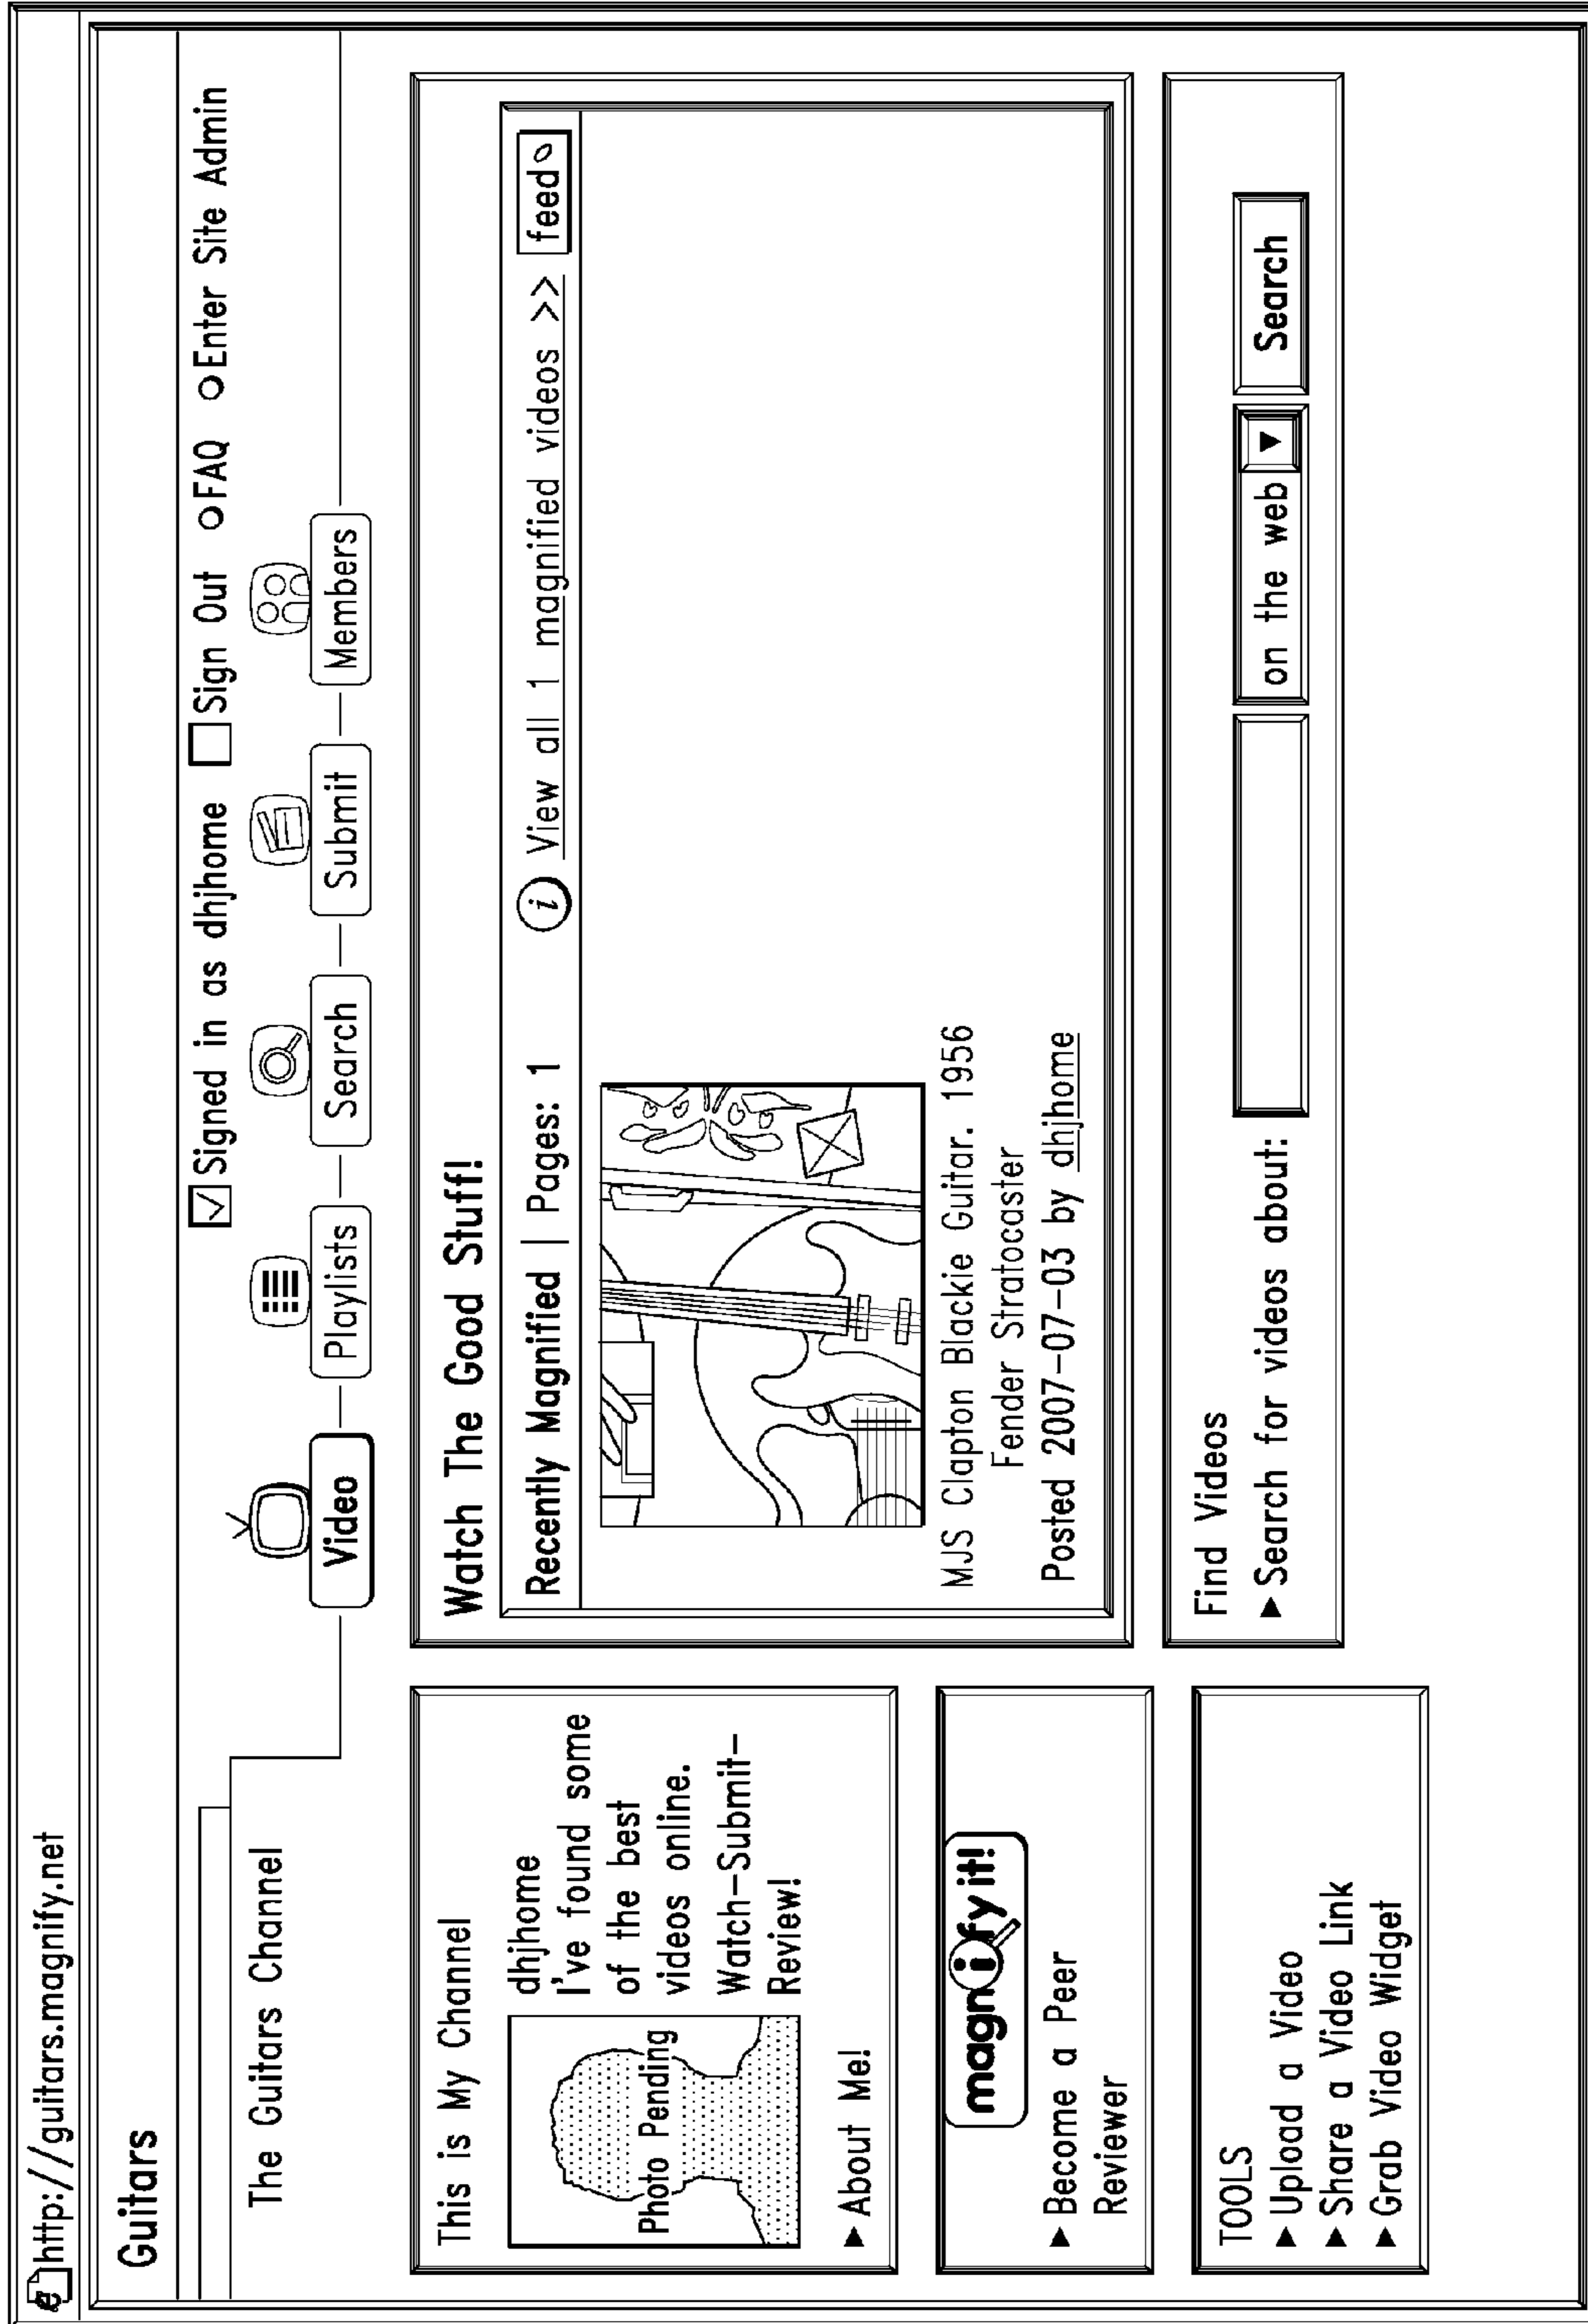 http://guitars.magnify.net
Guitars
Signed in as dhjhome Sign Out FAQ Enter Site Admin
The Guitars Channel
Video Playlists Search Submit Members
This is My Channel
Photo Pending
dhjhome
I've found some
of the best
videos online.
Watch-Submit-
Review!
▶ About Me!
magnify it!
▶ Become a Peer
Reviewer
TOOLS
▶ Upload a Video
▶ Share a Video Link
▶ Grab Video Widget
Watch The Good Stuff!
Recently Magnified | Pages: 1 i View all 1 magnified videos >> feed
MJS Clapton Blackie Guitar. 1956
Fender Stratocaster
Posted 2007-07-03 by dhjhome
Find Videos
▶ Search for videos about: on the web ▼ Search